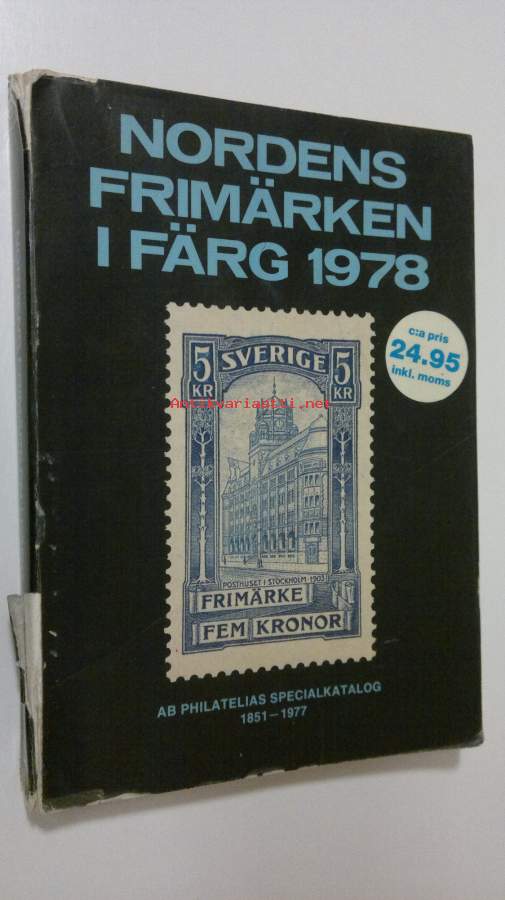 NORDENS
FRIMÄRKEN
I FÄRG 1978
c:a pris
24.95
inkl. moms
5 SVERIGE 5
KR KR
Antikvariaatti.net
POSTHUSET I STOCKHOLM 1903
FRIMÄRKE
FEM KRONOR
AB PHILATELIAS SPECIALKATALOG
1851–1977